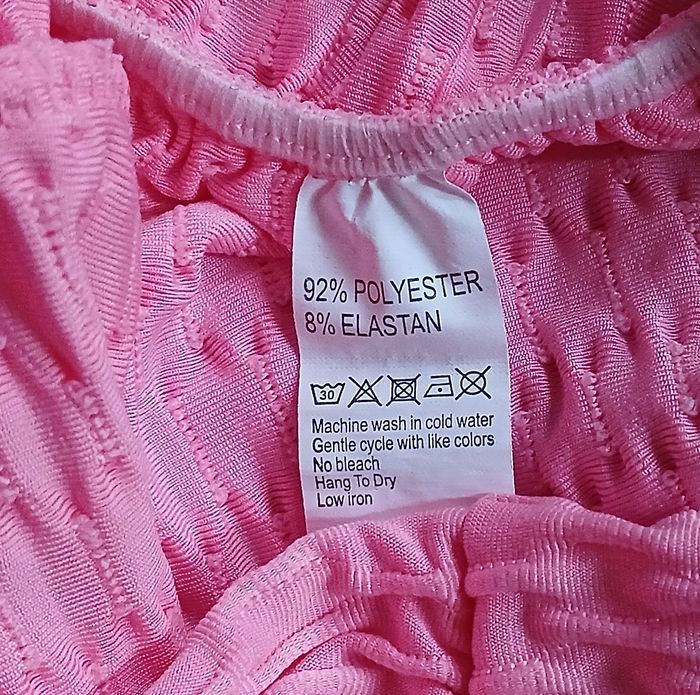 92% POLYESTER
8% ELASTAN
30
Machine wash in cold water
Gentle cycle with like colors
No bleach
Hang To Dry
Low iron